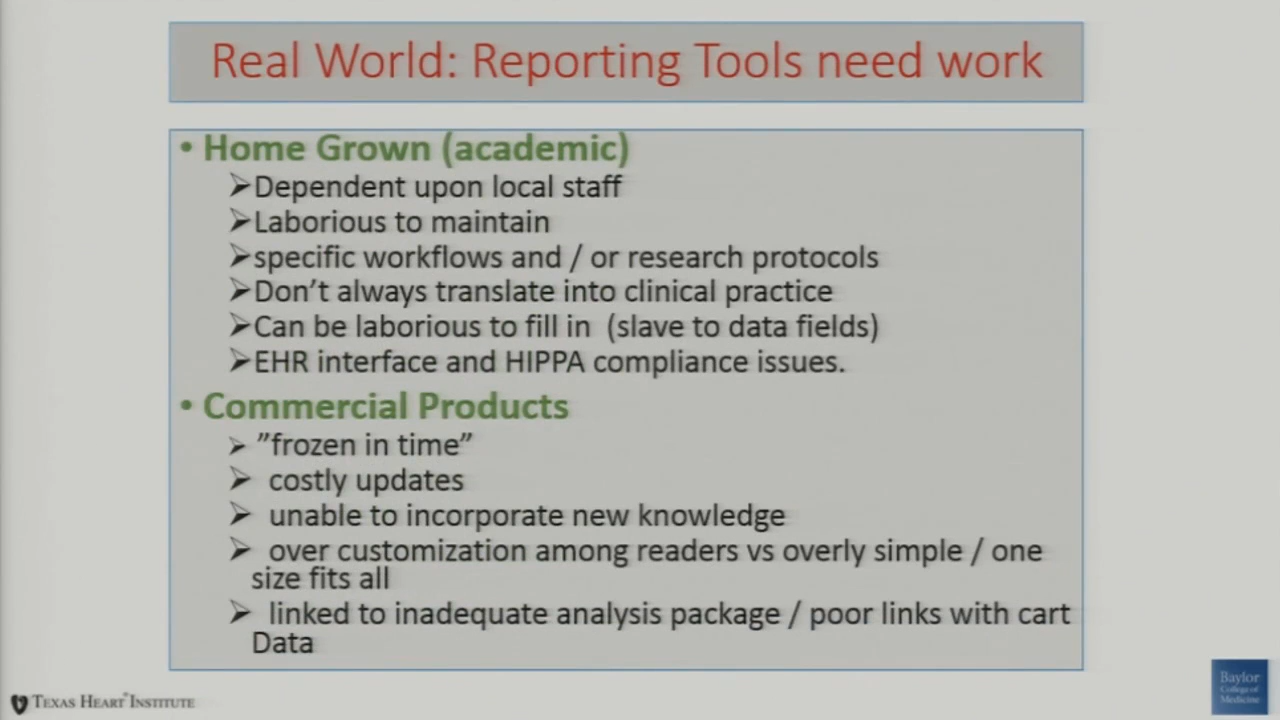 Real World: Reporting Tools need work
• Home Grown (academic)
➢Dependent upon local staff
➢Laborious to maintain
➢specific workflows and / or research protocols
➢Don’t always translate into clinical practice
➢Can be laborious to fill in (slave to data fields)
➢EHR interface and HIPPA compliance issues.
• Commercial Products
➢ ”frozen in time”
➢ costly updates
➢ unable to incorporate new knowledge
➢ over customization among readers vs overly simple / one
size fits all
➢ linked to inadequate analysis package / poor links with cart
Data
TEXAS HEART® INSTITUTE
Baylor
College of
Medicine